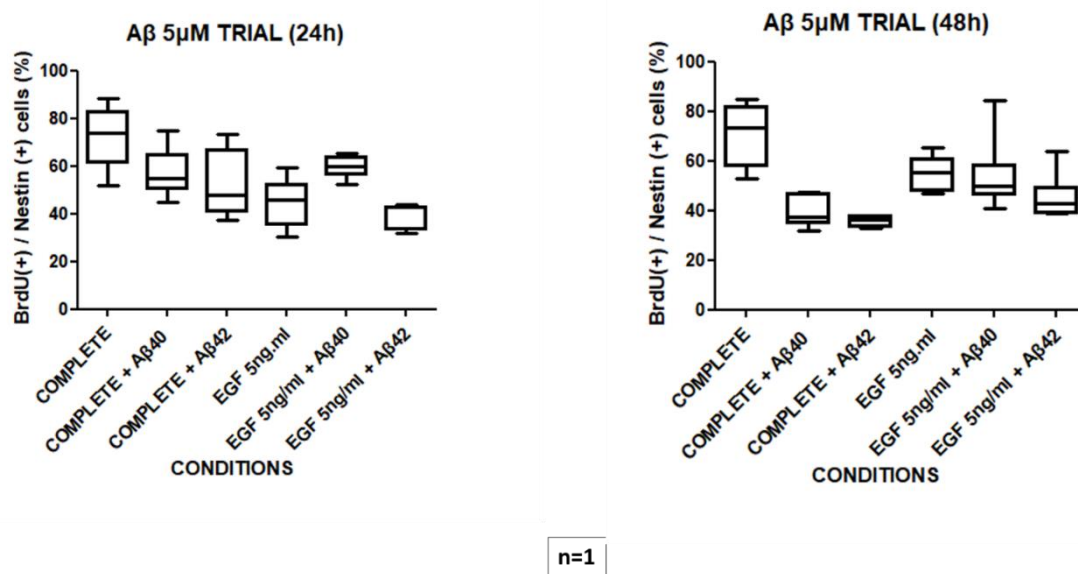 Aβ 5μM TRIAL (24h)
BrdU(+) / Nestin (+) cells (%)
100
80
60
40
20
0
COMPLETE
COMPLETE + Aβ40
COMPLETE + Aβ42
EGF 5ng.ml
EGF 5ng/ml + Aβ40
EGF 5ng/ml + Aβ42
CONDITIONS
Aβ 5μM TRIAL (48h)
BrdU(+) / Nestin (+) cells (%)
100
80
60
40
20
0
COMPLETE
COMPLETE + Aβ40
COMPLETE + Aβ42
EGF 5ng.ml
EGF 5ng/ml + Aβ40
EGF 5ng/ml + Aβ42
CONDITIONS
n=1